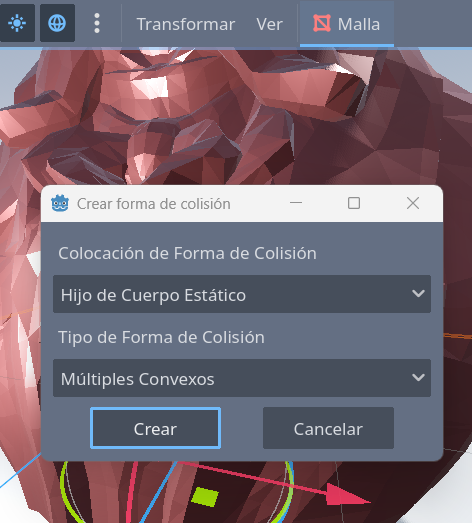 Transformar Ver Malla
Crear forma de colisión
Colocación de Forma de Colisión
Hijo de Cuerpo Estático
Tipo de Forma de Colisión
Múltiples Convexos
Crear Cancelar